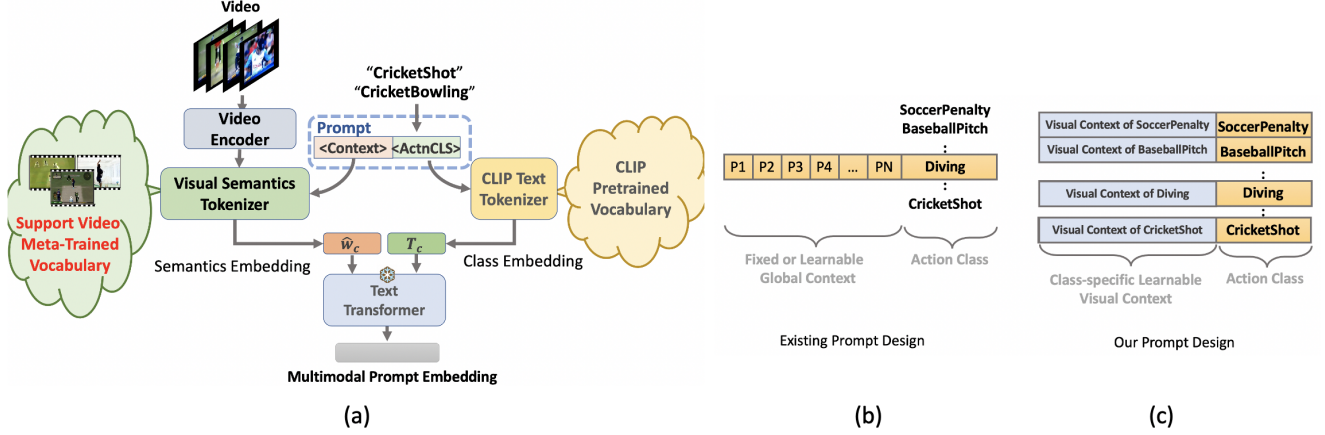 Video
"CricketShot"
"CricketBowling"
Video
Encoder
Prompt
<Context> <ActnCLS>
Visual Semantics
Tokenizer
CLIP Text
Tokenizer
CLIP
Pretrained
Vocabulary
Support Video
Meta-Trained
Vocabulary
ŵ_c
T_c
Semantics Embedding
Class Embedding
Text
Transformer
Multimodal Prompt Embedding
(a)
SoccerPenalty
BaseballPitch
:
P1 P2 P3 P4 ... PN Diving
:
CricketShot
Fixed or Learnable
Global Context
Action Class
Existing Prompt Design
(b)
Visual Context of SoccerPenalty SoccerPenalty
Visual Context of BaseballPitch BaseballPitch
:
Visual Context of Diving Diving
:
Visual Context of CricketShot CricketShot
Class-specific Learnable
Visual Context
Action Class
Our Prompt Design
(c)